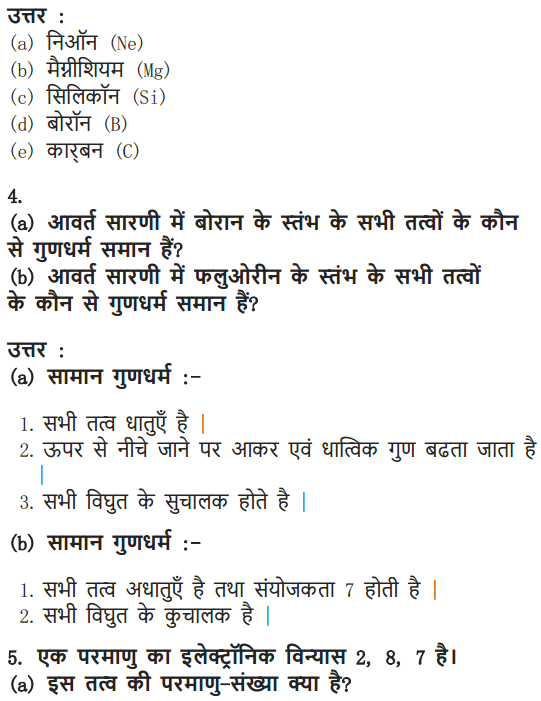 उत्तर :
(a) निऑन (Ne)
(b) मैग्नीशियम (Mg)
(c) सिलिकॉन (Si)
(d) बोरॉन (B)
(e) कार्‍बन (C)
4.
(a) आवर्त सारणी में बोरान के स्तंभ के सभी तत्वों के कौन
से गुणधर्म समान हैं?
(b) आवर्त सारणी में फलुओरीन के स्तंभ के सभी तत्वों
के कौन से गुणधर्म समान हैं?
उत्तर :
(a) सामान गुणधर्म :-
1. सभी तत्व धातुएँ है |
2. ऊपर से नीचे जाने पर आकर एवं धात्विक गुण बढता जाता है
|
3. सभी विघुत के सुचालक होते है |
(b) सामान गुणधर्म :-
1. सभी तत्व अधातुएँ है तथा संयोजकता 7 होती है |
2. सभी विघुत के कुचालक है |
5. एक परमाणु का इलेक्ट्रॉनिक विन्यास 2, 8, 7 है।
(a) इस तत्व की परमाणु-संख्या क्या है?